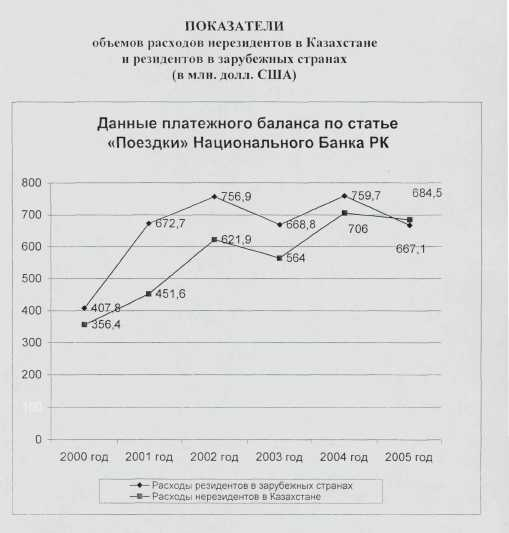 ПОКАЗАТЕЛИ
объемов расходов нерезидентов в Казахстане
и резидентов в зарубежных странах
(в млн. долл. США)
Данные платежного баланса по статье
«Поездки» Национального Банка РК
800
700
600
500
400
300
200
100
0
407,8
672,7
756,9
668,8
759,7
667,1
356,4
451,6
621,9
564
706
684,5
2000 год 2001 год 2002 год 2003 год 2004 год 2005 год
Расходы резидентов в зарубежных странах
Расходы нерезидентов в Казахстане